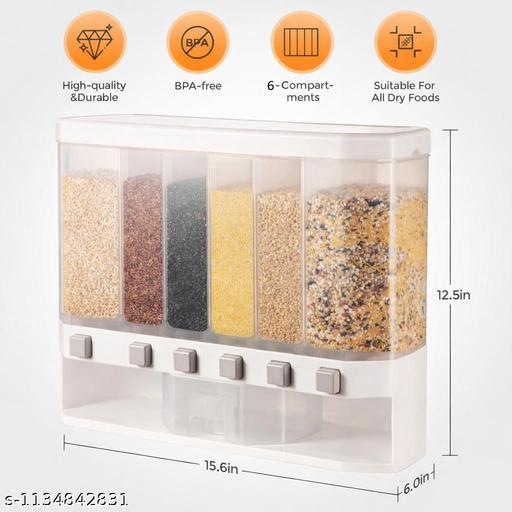 BPA
High-quality
&Durable
BPA-free
6-Compart-
ments
Suitable For
All Dry Foods
12.5in
15.6in
6.0in
s-1134842831